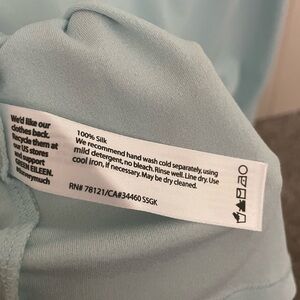 We'd like our
clothes back.
Recycle them at
our US stores
and support
GREEN EILEEN.
100% Silk
We recommend hand wash cold separately, using
mild detergent, no bleach. Rinse well. Line dry. Use
cool iron, if necessary. May be dry cleaned.
RN# 78121/CA#34460 SSGK